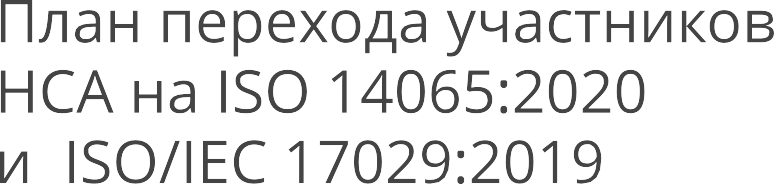 План перехода участников
НСА на ISO 14065:2020
и ISO/IEC 17029:2019